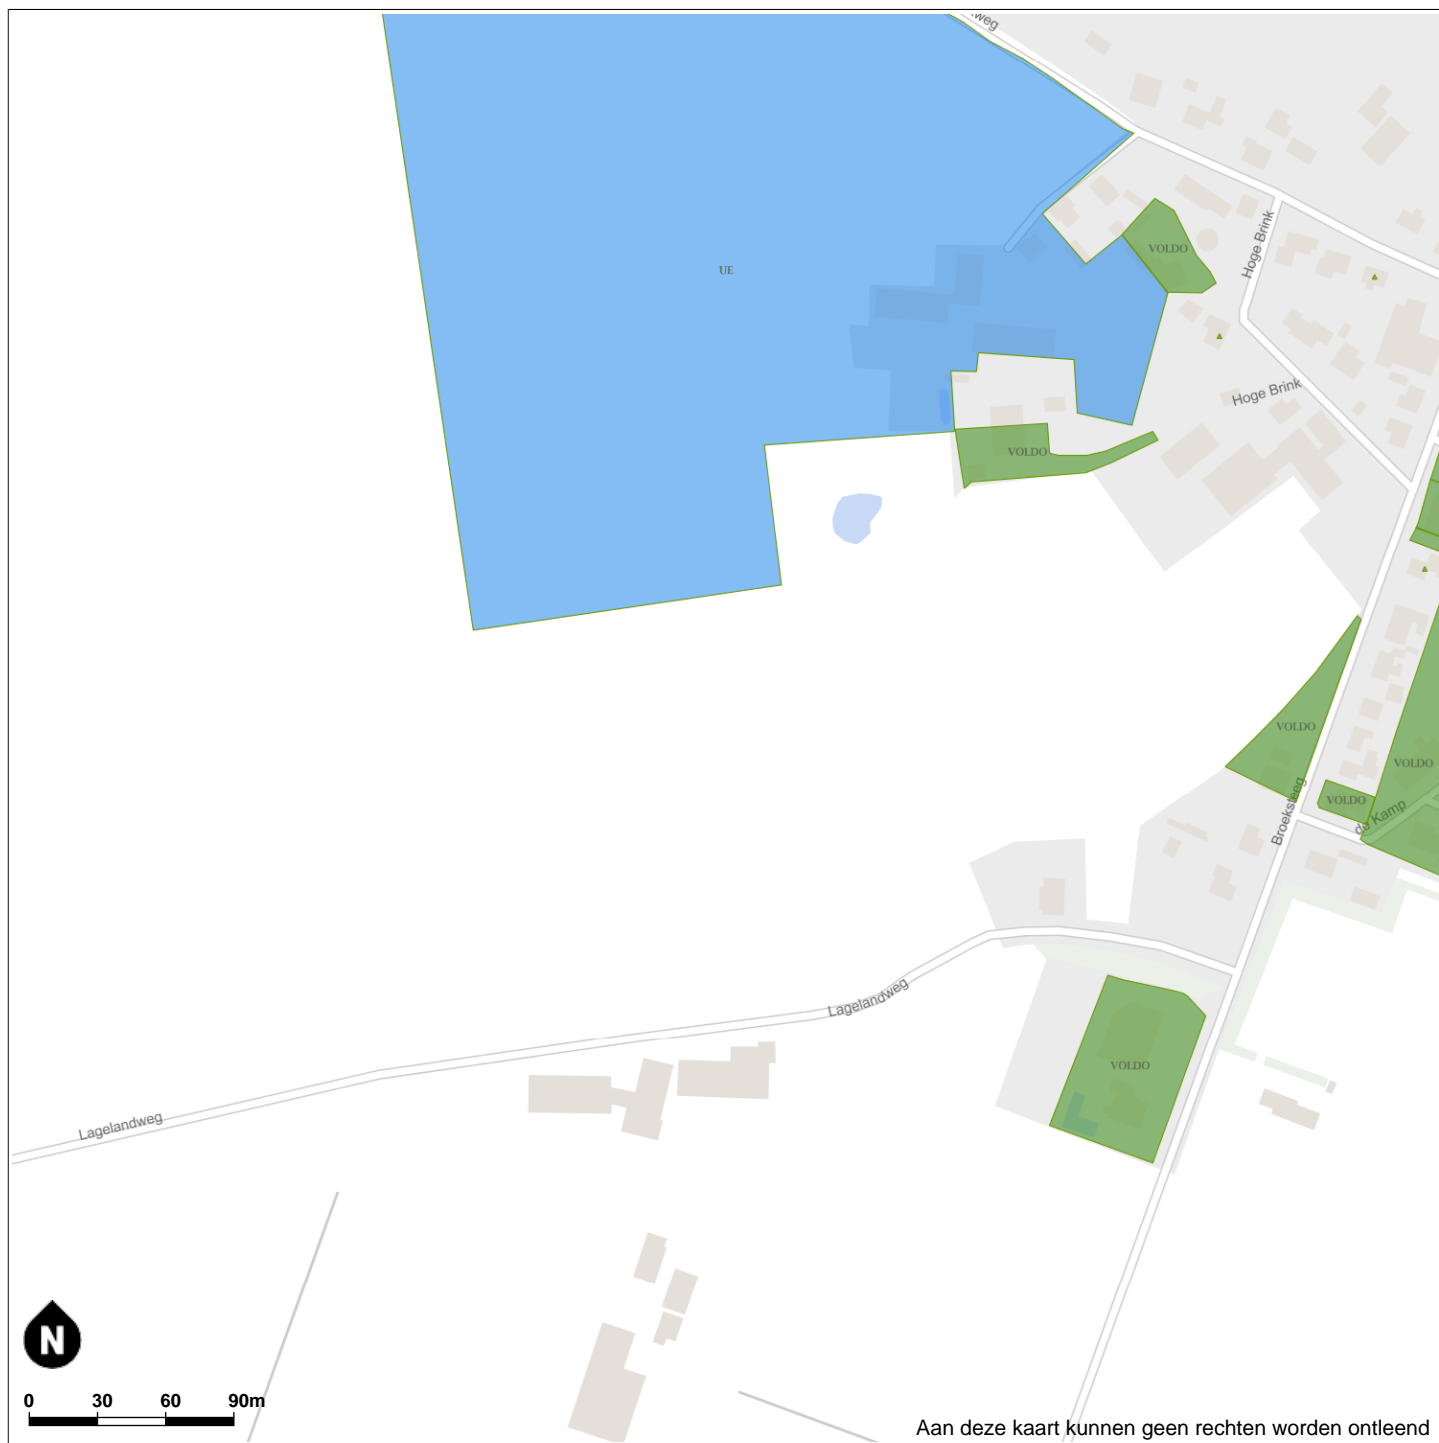 weg
UE
VOLDO
Hoge Brink
Hoge Brink
VOLDO
VOLDO
VOLDO
VOLDO
de Kamp
Broeksteeg
Lagelandweg
VOLDO
Lagelandweg
N
0 30 60 90m
Aan deze kaart kunnen geen rechten worden ontleend